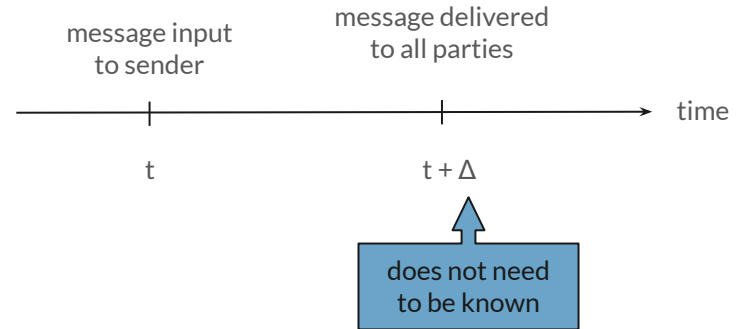 message input
to sender
message delivered
to all parties
time
t
t + Δ
does not need
to be known